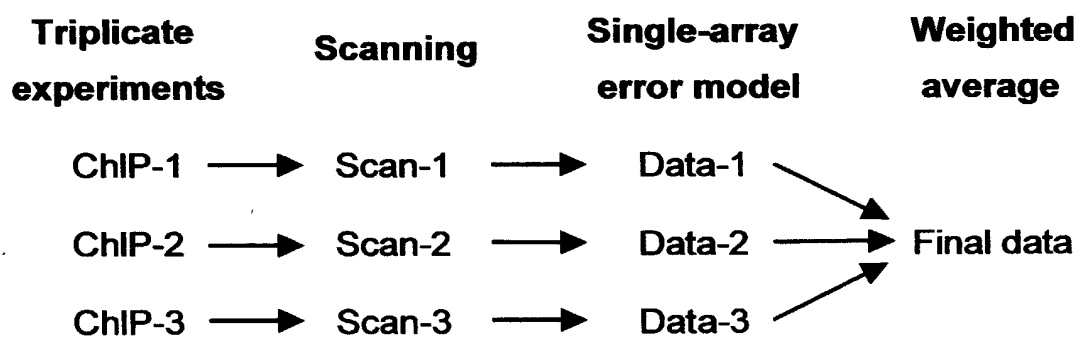 Triplicate experiments
Scanning
Single-array error model
Weighted average
ChIP-1 Scan-1 Data-1
ChIP-2 Scan-2 Data-2 Final data
ChIP-3 Scan-3 Data-3